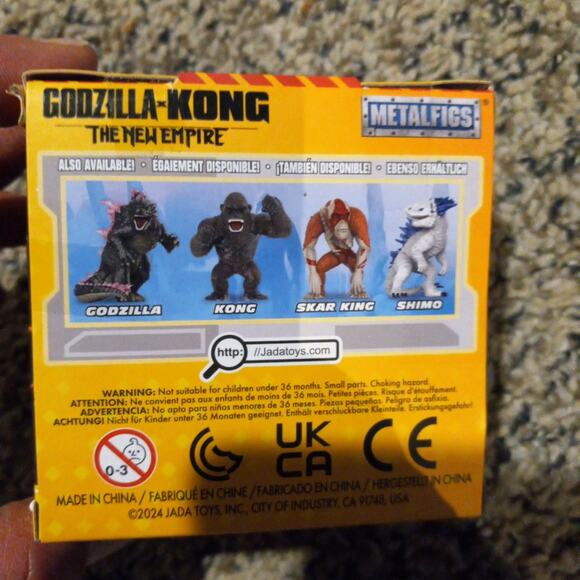 GODZILLA x KONG
THE NEW EMPIRE
METALFIGS®
ALSO AVAILABLE! • ÉGAIEMENT DISPONIBLE! • ¡TAMBIÉN DISPONIBLE! • EBENSO ERHÄLTLICH
GODZILLA
KONG
SKAR KING
SHIMO
http: //Jadatoys.com
WARNING: Not suitable for children under 36 months. Small parts. Choking hazard.
ATTENTION: Ne convient pas aux enfants de moins de 36 mois. Petites pièces. Risque d'étouffement.
ADVERTENCIA: No apto para niños menores de 36 meses. Piezas pequeñas. Peligro de asfixia.
ACHTUNG! Nicht für Kinder unter 36 Monaten geeignet. Enthält verschluckbare Kleinteile. Erstickungsgefahr!
0-3
UK
CA
CE
MADE IN CHINA / FABRIQUÉ EN CHINE / FABRICADO EN CHINA / HERGESTELLT IN CHINA
©2024 JADA TOYS, INC., CITY OF INDUSTRY, CA 91748, USA